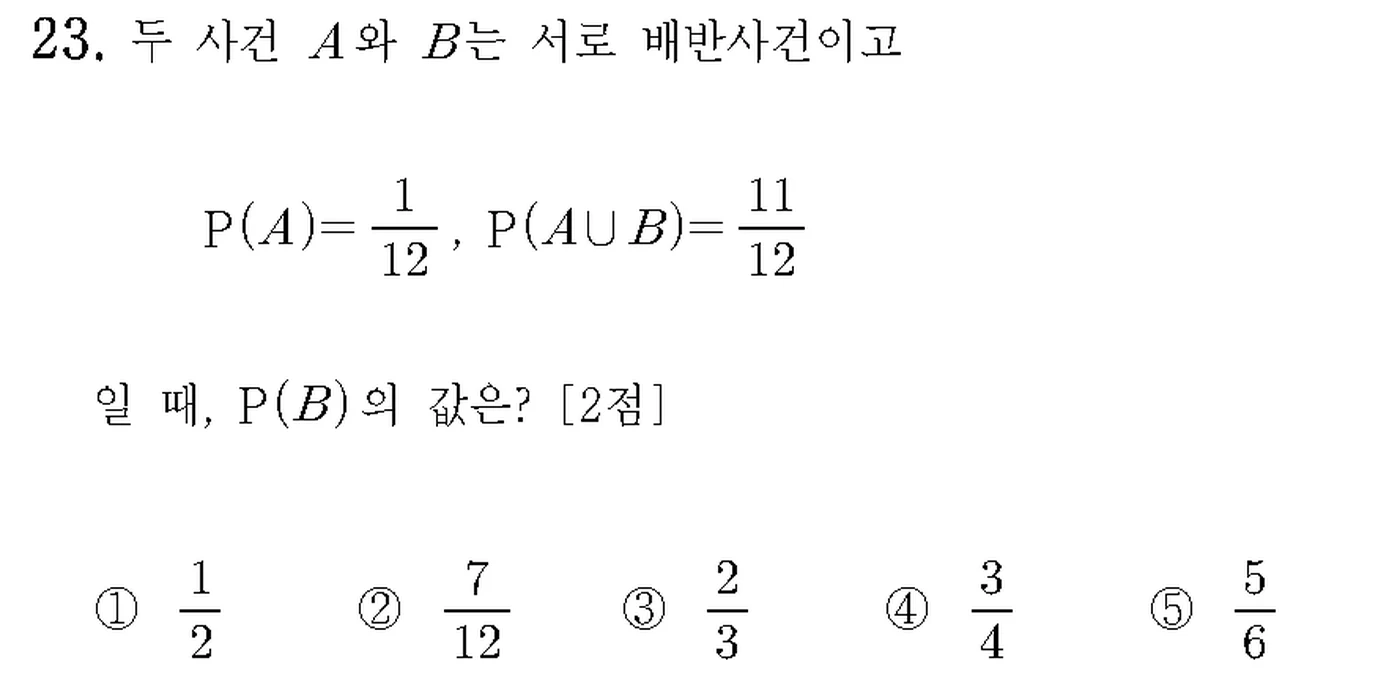 23. 두 사건 A와 B는 서로 배반사건이고
P(A)=1/12, P(A∪B)=11/12
일 때, P(B)의 값은? [2점]
① 1/2 ② 7/12 ③ 2/3 ④ 3/4 ⑤ 5/6